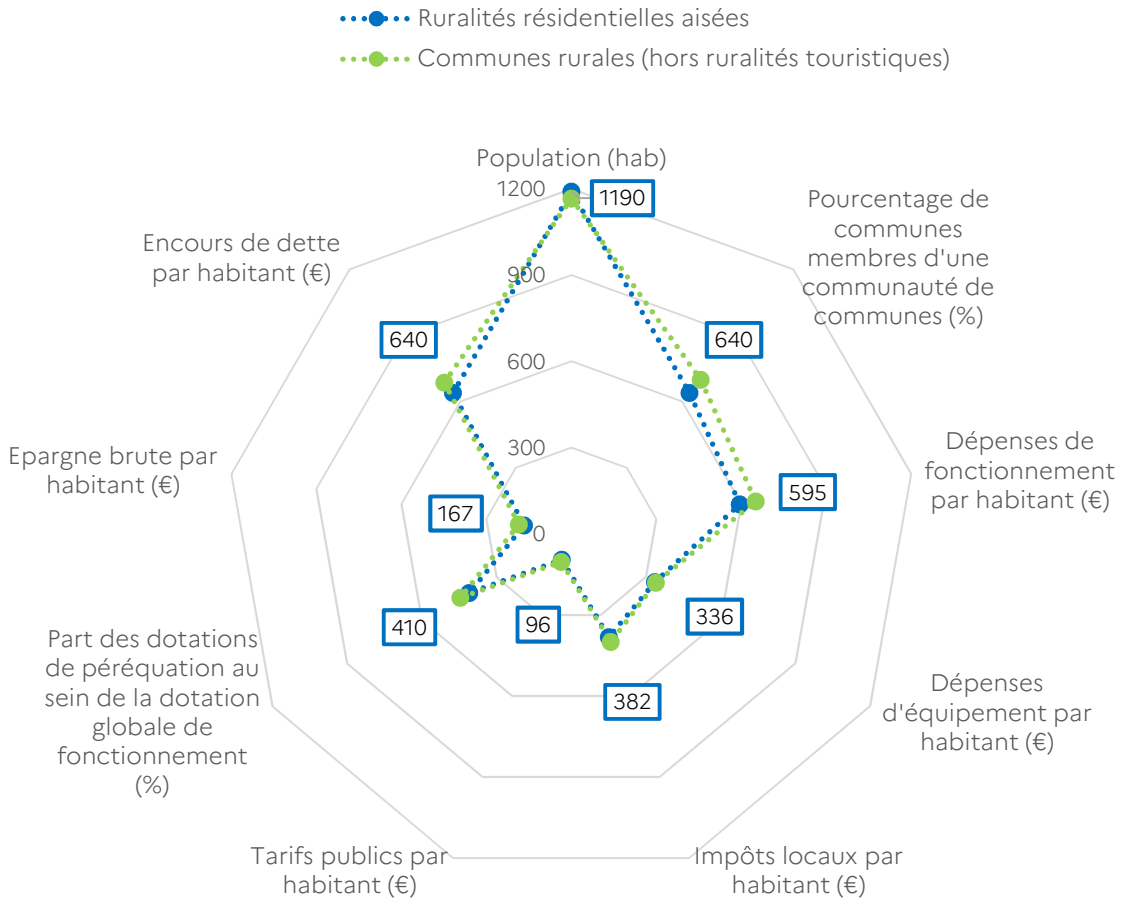 Ruralités résidentielles aisées
Communes rurales (hors ruralités touristiques)
Population (hab)
1200
1190
Pourcentage de
communes
membres d'une
communauté de
communes (%)
Encours de dette
par habitant (€)
900
640
640
600
Dépenses de
fonctionnement
par habitant (€)
Epargne brute par
habitant (€)
300
595
167
0
336
96
410
Part des dotations
de péréquation au
sein de la dotation
globale de
fonctionnement
(%)
382
Dépenses
d'équipement par
habitant (€)
Tarifs publics par
habitant (€)
Impôts locaux par
habitant (€)